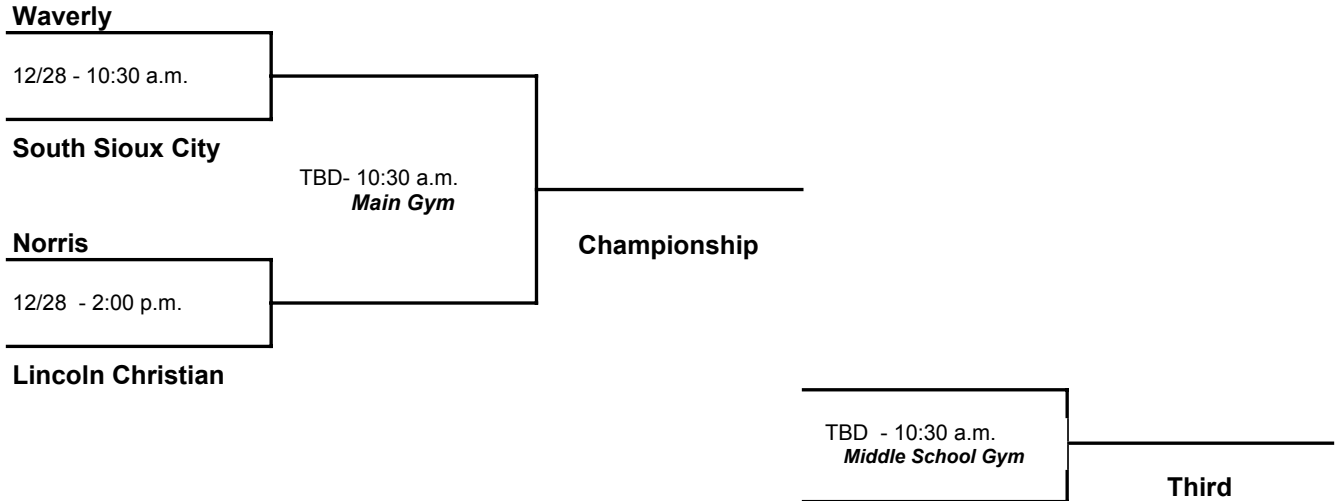 Waverly
12/28 - 10:30 a.m.
South Sioux City
TBD- 10:30 a.m.
Main Gym
Norris
Championship
12/28 - 2:00 p.m.
Lincoln Christian
TBD - 10:30 a.m.
Middle School Gym
Third